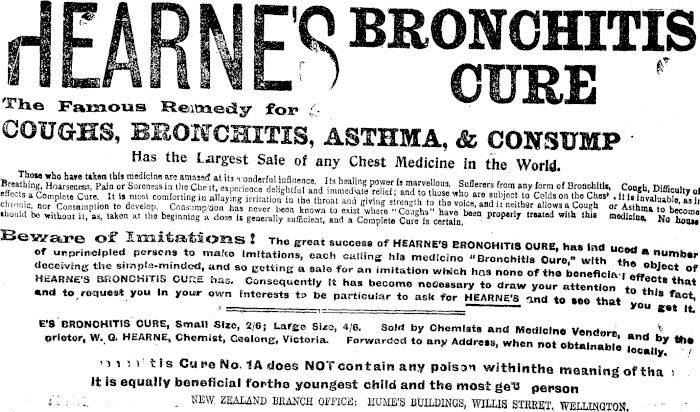 HEARNE'S BRONCHITIS
CURE
The Famous Remedy for
COUGHS, BRONCHITIS, ASTHMA, & CONSUMP
Has the Largest Sale of any Chest Medicine in the World.
Those who have taken this medicine are amazed at its wonderful influence. Its healing power is marvellous. Sufferers from any form of Bronchitis, Cough, Difficulty of
Breathing, Hoarseness, Pain or Soreness in the Chest, experience delightful and immediate relief; and to those who are subject to Colds on the Chest it is invaluable, as it
effects a Complete Cure. It is most comforting in allaying irritation in the throat and giving strength to the voice, and it neither allows a Cough or Asthma to become
chronic, nor Consumption to develop. Consumption has never been known to exist where "Coughs" have been properly treated with this medicine. No house
should be without it, as, taken at the beginning a dose is generally sufficient, and a Complete Cure is certain.
Beware of Imitations! The great success of HEARNE'S BRONCHITIS CURE, has induced a number
of unprincipled persons to make imitations, each calling his medicine "Bronchitis Cure," with the object of
deceiving the simple-minded, and so getting a sale for an imitation which has none of the beneficial effects that
HEARNE'S BRONCHITIS CURE has. Consequently it has become necessary to draw your attention to this fact,
and to request you in your own interests to be particular to ask for HEARNE'S and to see that you get it.
E'S BRONCHITIS CURE, Small Size, 2/6; Large Size, 4/6. Sold by Chemists and Medicine Vendors, and by the
prietor, W. G. HEARNE, Chemist, Geelong, Victoria. Forwarded to any Address, when not obtainable locally.
tis Cure No. 1A does NOT contain any poison within the meaning of the
It is equally beneficial for the youngest child and the most person
NEW ZEALAND BRANCH OFFICE: HUME'S BUILDINGS, WILLIS STREET, WELLINGTON.